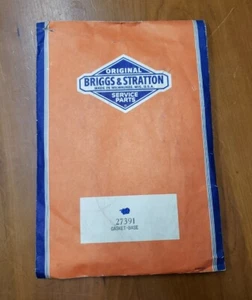 ORIGINAL
BRIGGS & STRATTON
MADE IN MILWAUKEE, WIS., U.S.A.
SERVICE
PARTS
27391
GASKET-BASE